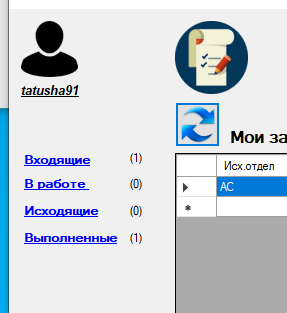 tatusha91
Мои за
Входящие (1)
В работе (0)
Исходящие (0)
Выполненные (1)
Исх.отдел
АС